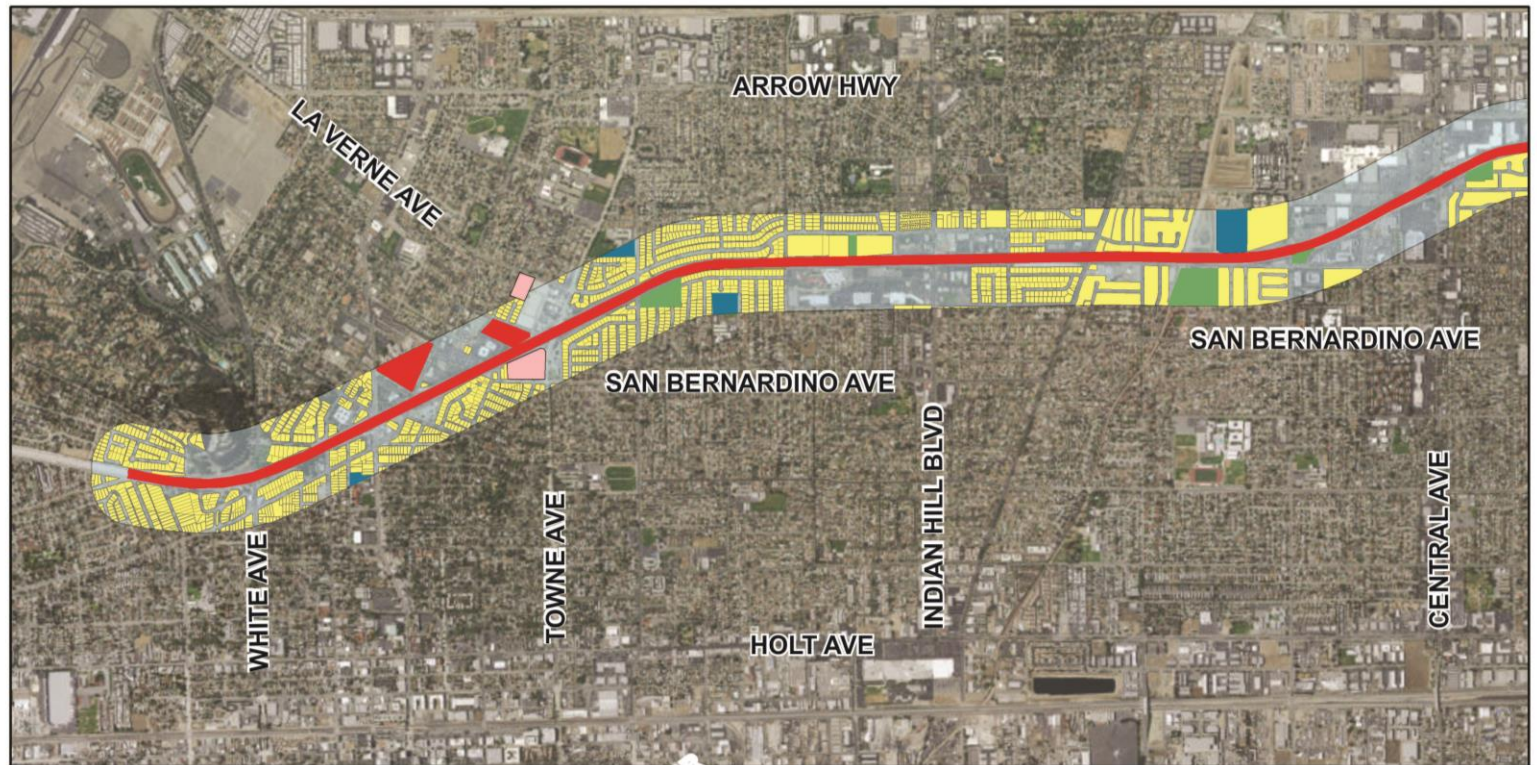 ARROW HWY
LA VERNE AVE
SAN BERNARDINO AVE
SAN BERNARDINO AVE
INDIAN HILL BLVD
CENTRAL AVE
TOWNE AVE
WHITE AVE
HOLT AVE